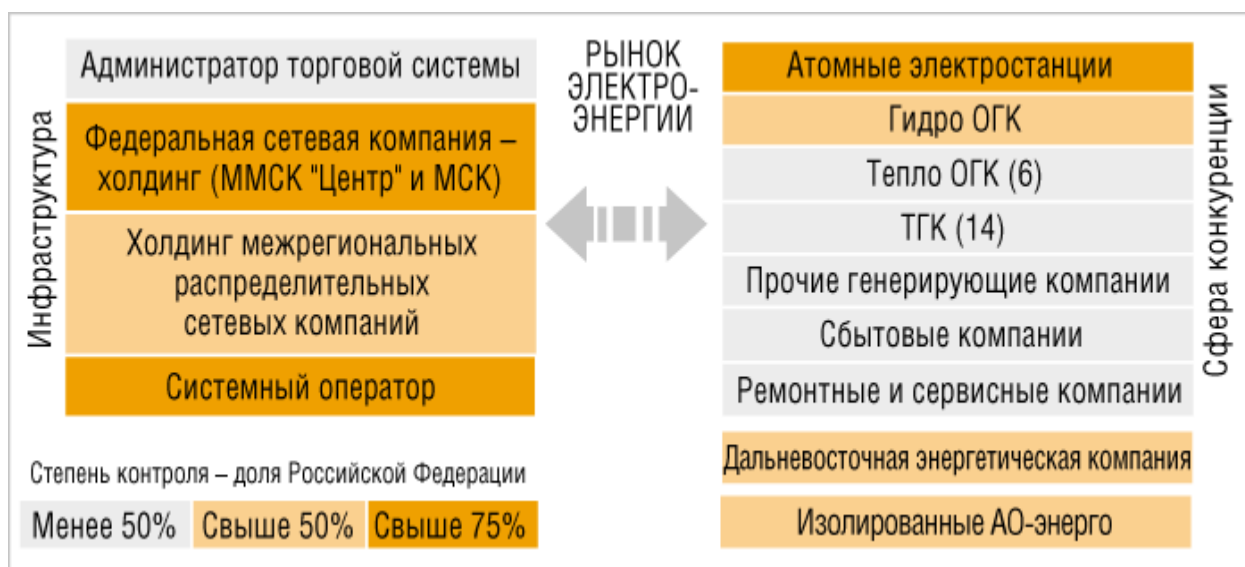 Администратор торговой системы
Федеральная сетевая компания –
холдинг (ММСК "Центр" и МСК)
Холдинг межрегиональных
распределительных
сетевых компаний
Системный оператор
Инфраструктура
РЫНОК
ЭЛЕКТРО-
ЭНЕРГИИ
Атомные электростанции
Гидро ОГК
Тепло ОГК (6)
ТГК (14)
Прочие генерирующие компании
Сбытовые компании
Ремонтные и сервисные компании
Сфера конкуренции
Дальневосточная энергетическая компания
Изолированные АО-энерго
Степень контроля – доля Российской Федерации
Менее 50%
Свыше 50%
Свыше 75%